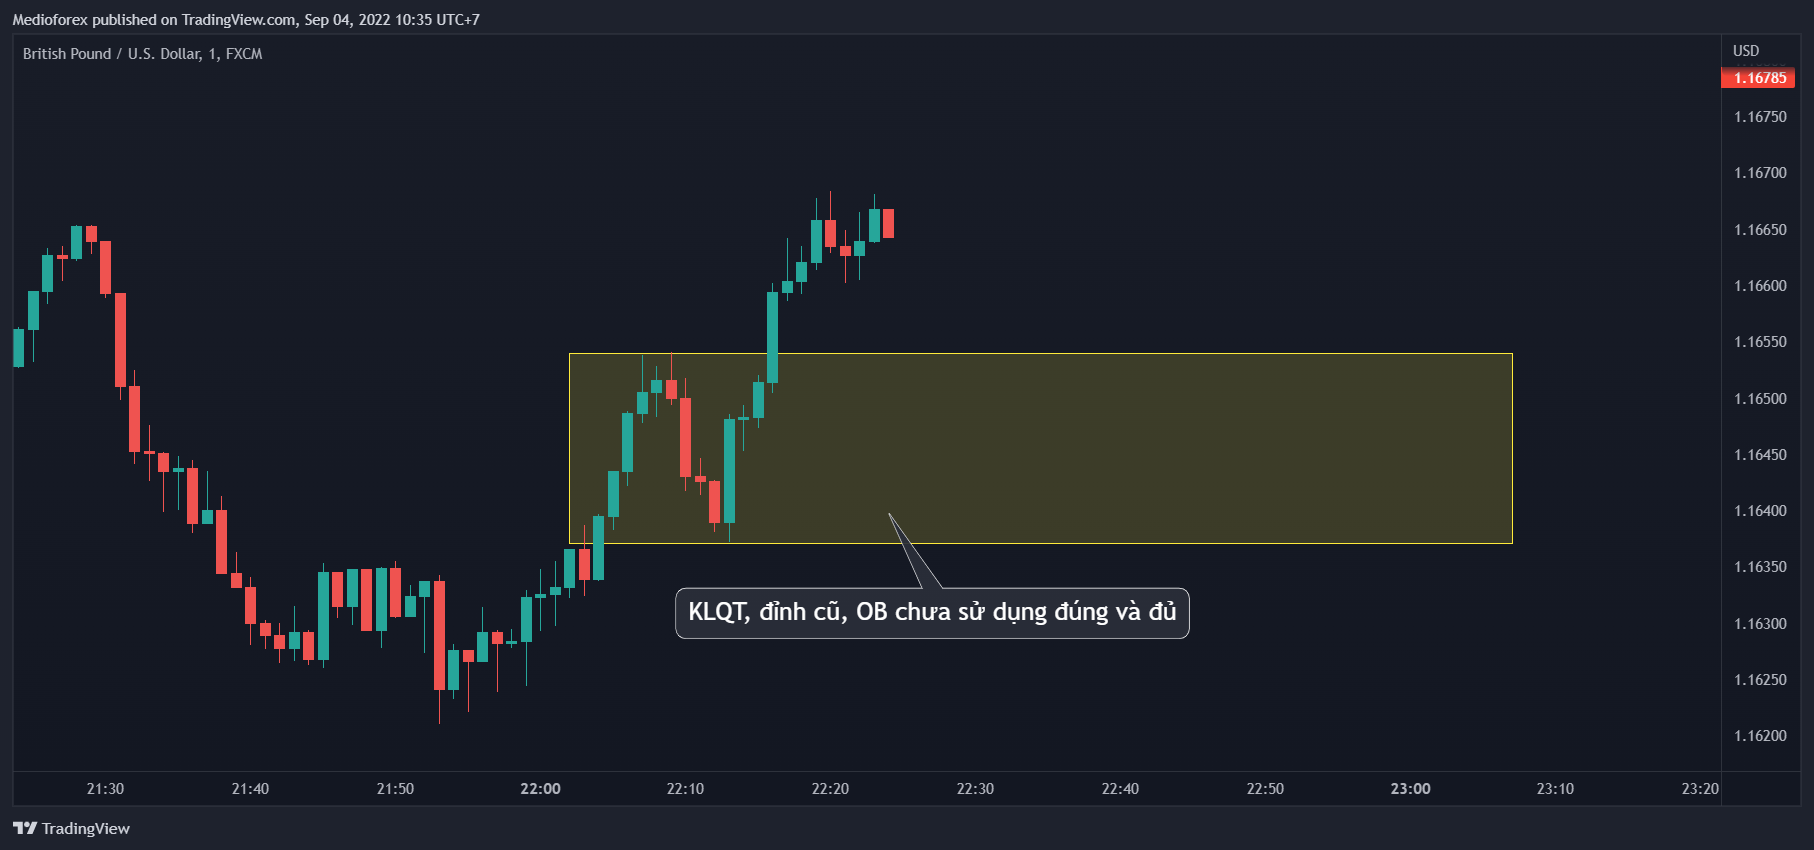 Medioforex published on TradingView.com, Sep 04, 2022 10:35 UTC+7
British Pound / U.S. Dollar, 1, FXCM
USD
1.16785
1.16750
1.16700
1.16650
1.16600
1.16550
1.16500
1.16450
1.16400
1.16350
1.16300
1.16250
1.16200
KLQT, đỉnh cũ, OB chưa sử dụng đúng và đủ
21:30 21:40 21:50 22:00 22:10 22:20 22:30 22:40 22:50 23:00 23:10 23:20
TradingView